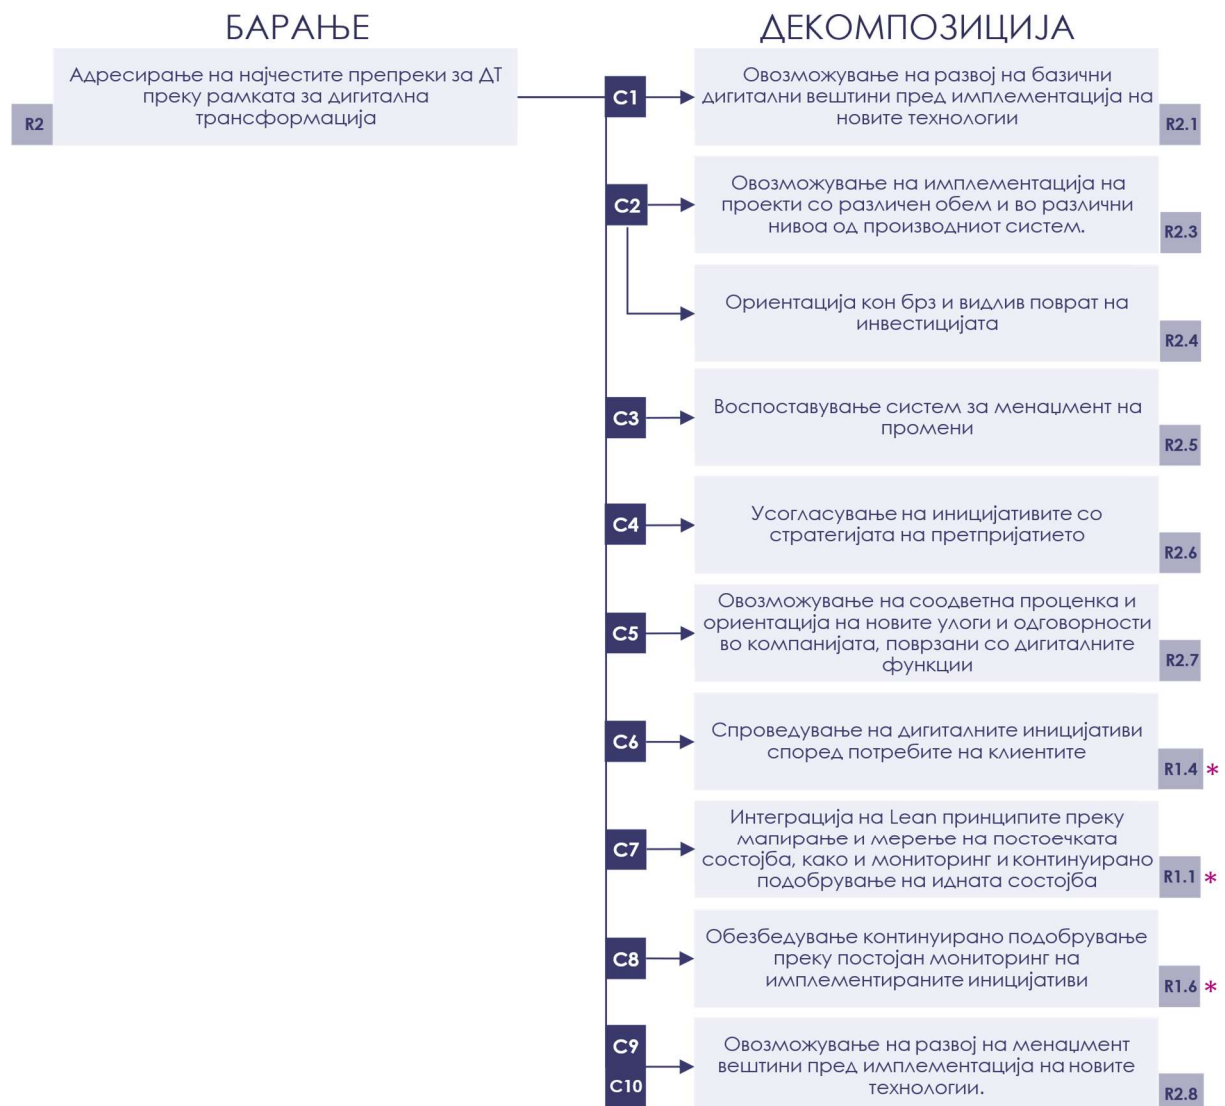 БАРАЊЕ
ДЕКОМПОЗИЦИЈА
Адресирање на најчестите препреки за ДТ
преку рамката за дигитална
трансформација
R2
C1
Овозможување на развој на базични
дигитални вештини пред имплементација на
новите технологии
R2.1
C2
Овозможување на имплементација на
проекти со различен обем и во различни
нивоа од производниот систем.
R2.3
Ориентација кон брз и видлив поврат на
инвестицијата
R2.4
C3
Воспоставување систем за менаџмент на
промени
R2.5
C4
Усогласување на иницијативите со
стратегијата на претпријатието
R2.6
C5
Овозможување на соодветна проценка и
ориентација на новите улоги и одговорности
во компанијата, поврзани со дигиталните
функции
R2.7
C6
Спроведување на дигиталните иницијативи
според потребите на клиентите
R1.4 *
C7
Интеграција на Lean принципите преку
мапирање и мерење на постоечката
состојба, како и мониторинг и континуирано
подобрување на идната состојба
R1.1 *
C8
Обезбедување континуирано подобрување
преку постојан мониторинг на
имплементираните иницијативи
R1.6 *
C9
C10
Овозможување на развој на менаџмент
вештини пред имплементација на новите
технологии.
R2.8